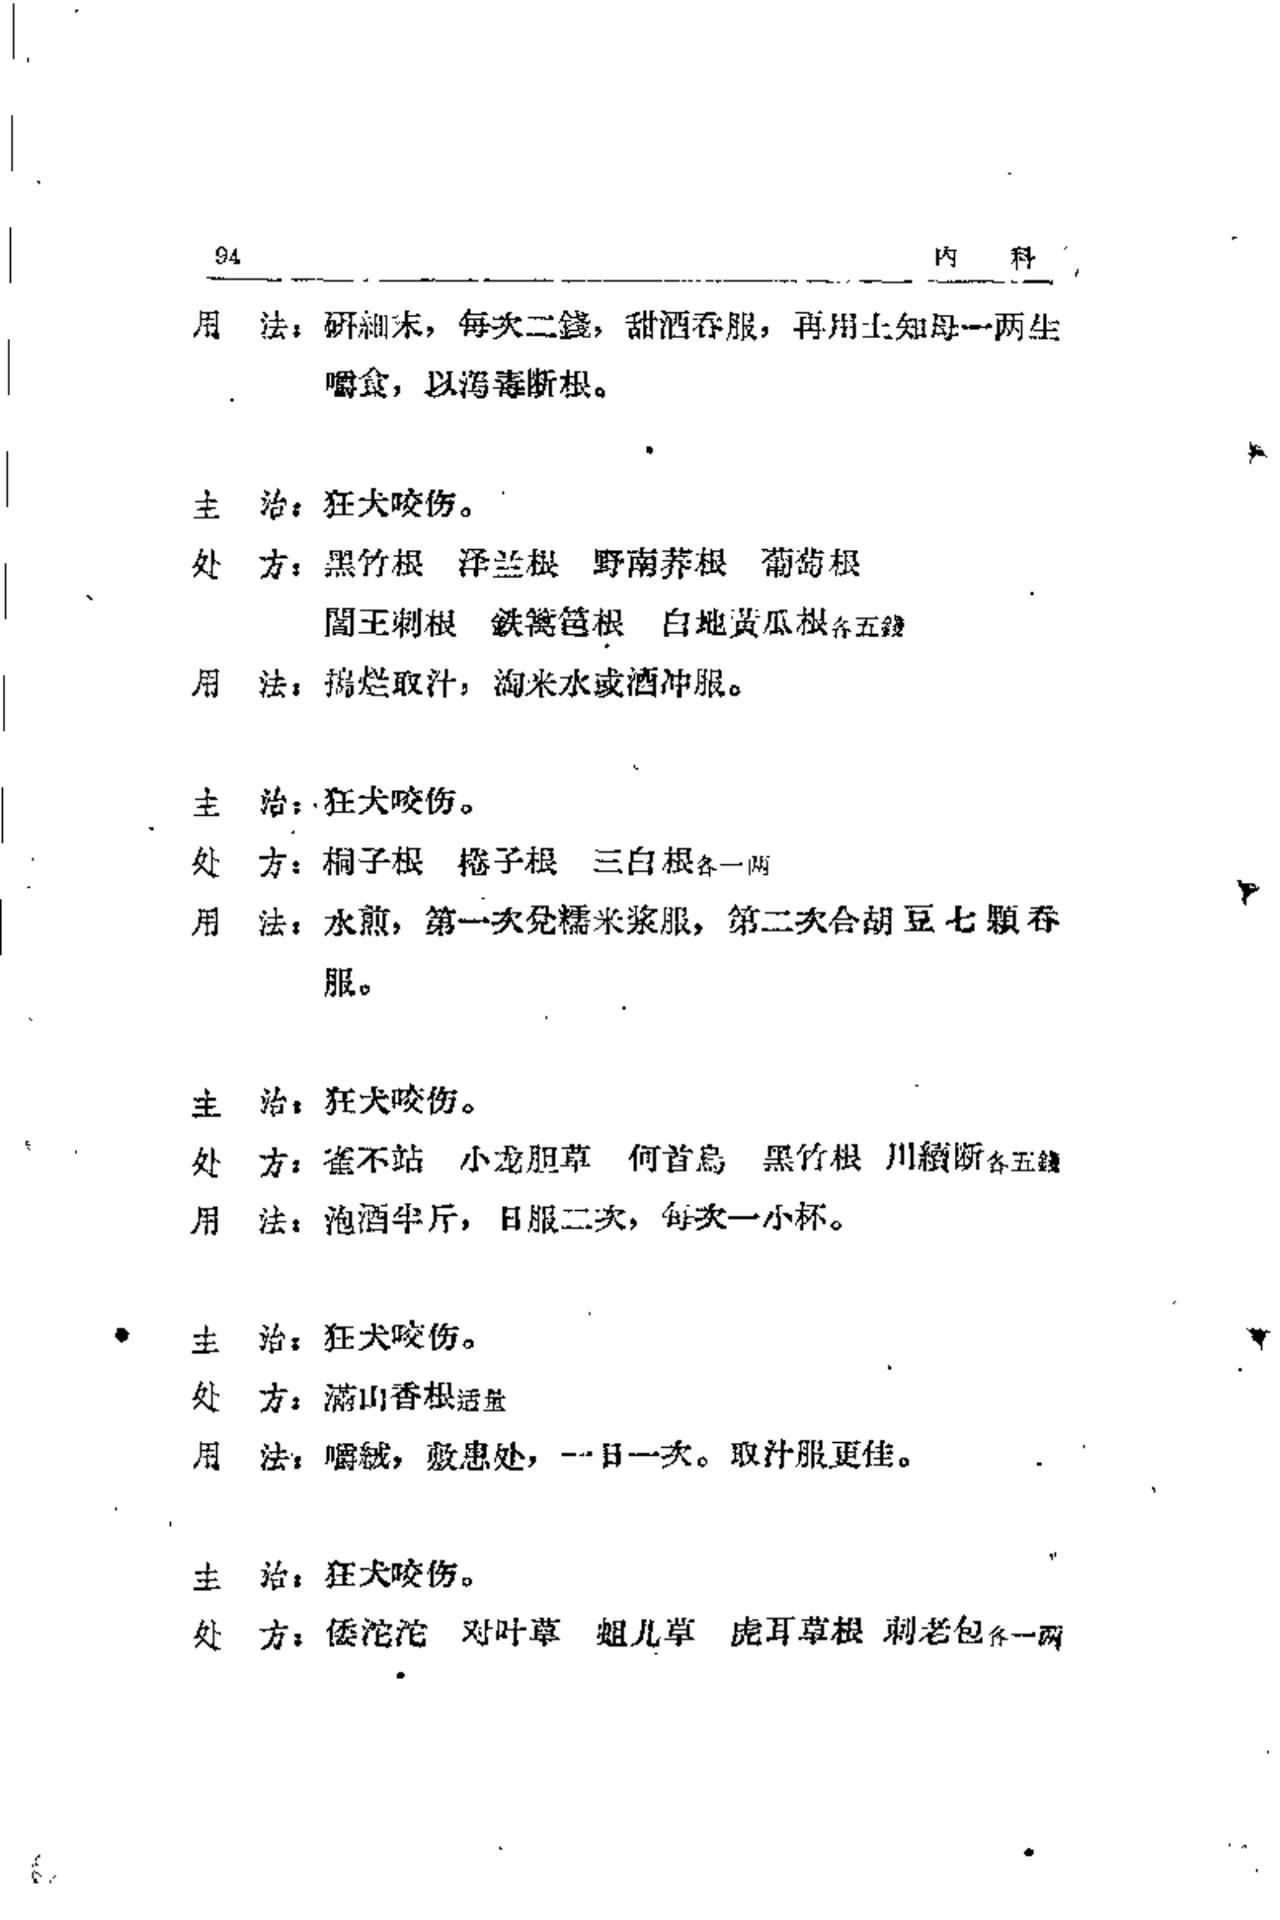 94 内 科
用 法：研細末，每次二錢，甜酒吞服，再用土知母一两生
嚼食，以瀉毒断根。
主 治：狂犬咬伤。
处 方：黑竹根 泽兰根 野南荞根 葡萄根
閻王刺根 鉄篱笆根 白地黃瓜根各五錢
用 法：搗烂取汁，淘米水或酒冲服。
主 治：狂犬咬伤。
处 方：桐子根 棬子根 三白根各一两
用 法：水煎，第一次兌糯米浆服，第二次合胡豆七顆吞
服。
主 治：狂犬咬伤。
处 方：雀不站 小龙胆草 何首烏 黑竹根 川續断各五錢
用 法：泡酒半斤，日服二次，每次一小杯。
主 治：狂犬咬伤。
处 方：滿山香根适量
用 法：嚼絨，敷患处，一日一次。取汁服更佳。
主 治：狂犬咬伤。
处 方：倭沱沱 对叶草 蛆儿草 虎耳草根 刺老包各一两